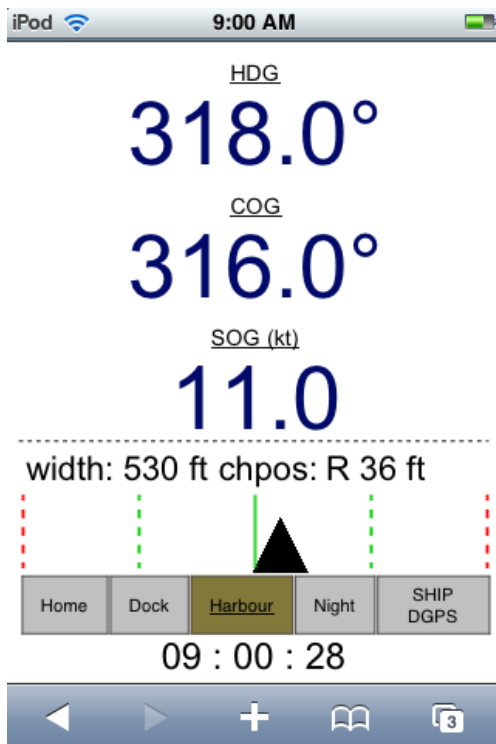 iPod 9:00 AM
HDG
318.0°
COG
316.0°
SOG (kt)
11.0
width: 530 ft chpos: R 36 ft
Home Dock Harbour Night SHIP DGPS
09 : 00 : 28
3